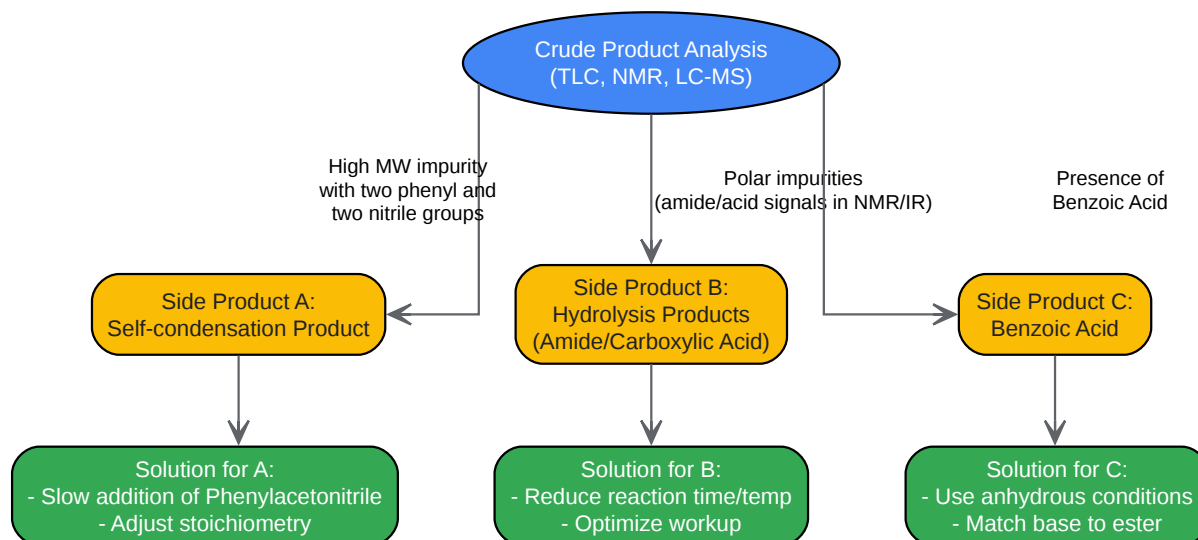 Crude Product Analysis
(TLC, NMR, LC-MS)
High MW impurity
with two phenyl and
two nitrile groups
Polar impurities
(amide/acid signals in NMR/IR)
Presence of
Benzoic Acid
Side Product A:
Self-condensation Product
Side Product B:
Hydrolysis Products
(Amide/Carboxylic Acid)
Side Product C:
Benzoic Acid
Solution for A:
- Slow addition of Phenylacetonitrile
- Adjust stoichiometry
Solution for B:
- Reduce reaction time/temp
- Optimize workup
Solution for C:
- Use anhydrous conditions
- Match base to ester